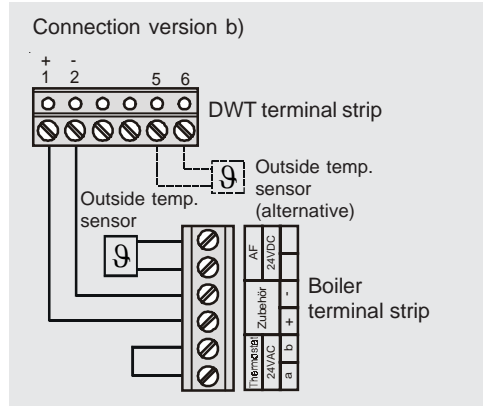 Connection version b)
+ -
1 2 5 6
DWT terminal strip
Outside temp.
sensor
(alternative)
Outside temp.
sensor
ϑ
ϑ
AF
24VDC
Zubehör
-
+
Thermostat
24VAC
b
a
Boiler
terminal strip